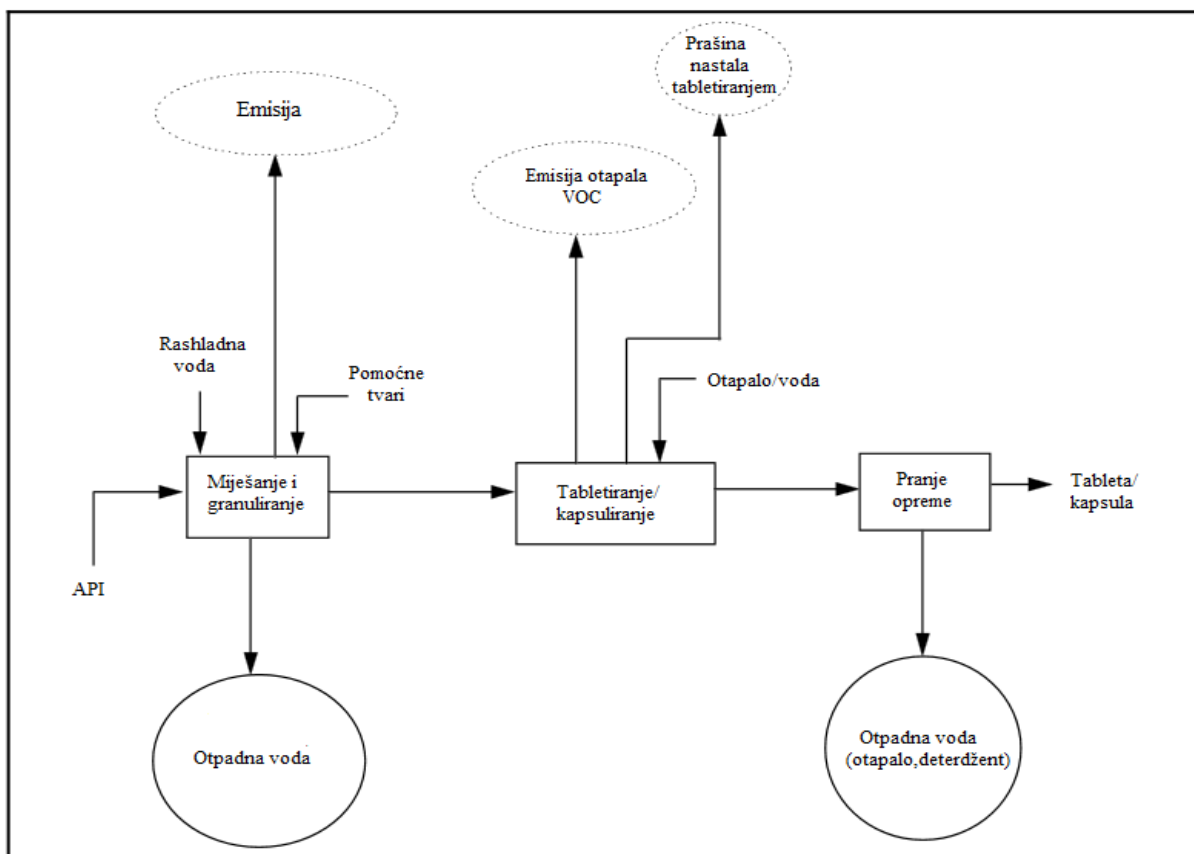 Prašina
nastala
tabletiranjem
Emisija
Emisija otapala
VOC
Rashladna
voda
Pomoćne
tvari
Otapalo/voda
Miješanje i
granuliranje
Tabletiranje/
kapsuliranje
Pranje
opreme
Tableta/
kapsula
API
Otpadna voda
Otpadna voda
(otapalo,deterdžent)